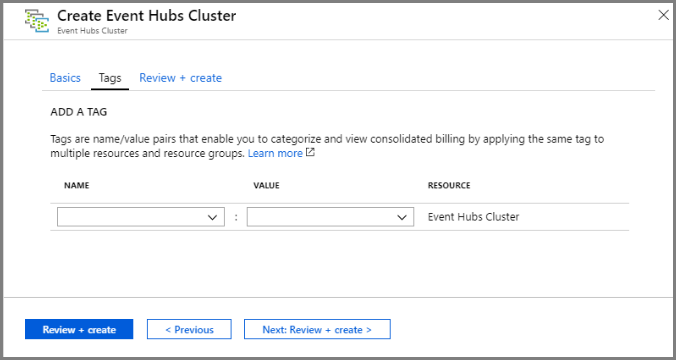 Create Event Hubs Cluster
Event Hubs Cluster
Basics Tags Review + create
ADD A TAG
Tags are name/value pairs that enable you to categorize and view consolidated billing by applying the same tag to
multiple resources and resource groups. Learn more
NAME VALUE RESOURCE
: Event Hubs Cluster
Review + create < Previous Next: Review + create >